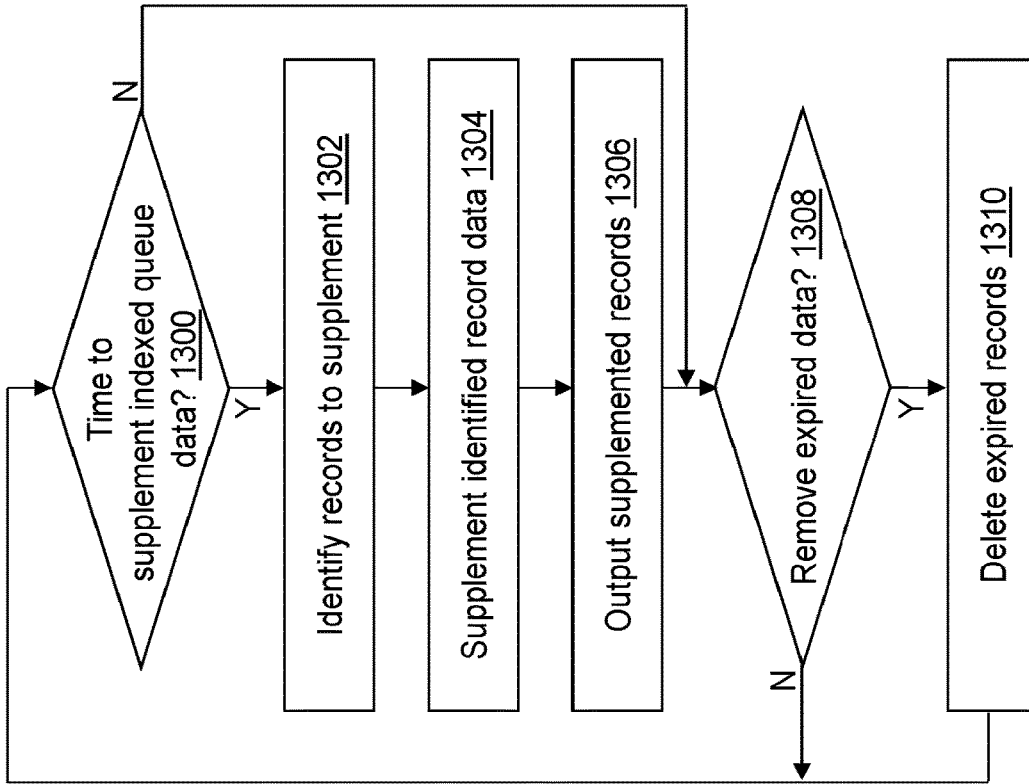 Time to
supplement indexed queue
data? 1300
N
Y
Identify records to supplement 1302
Supplement identified record data 1304
Output supplemented records 1306
Remove expired data? 1308
N
Y
Delete expired records 1310